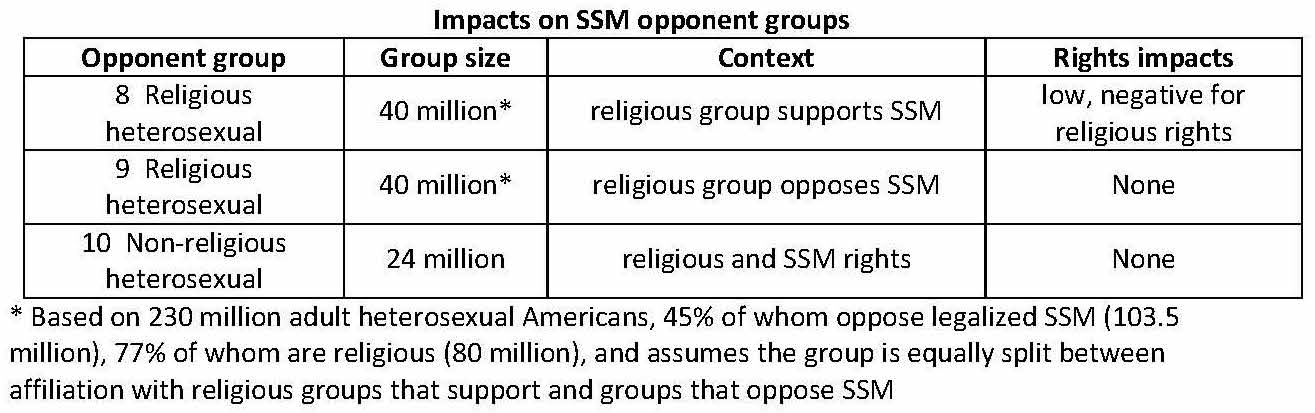 Impacts on SSM opponent groups
Opponent group Group size Context Rights impacts
8 Religious heterosexual 40 million* religious group supports SSM low, negative for religious rights
9 Religious heterosexual 40 million* religious group opposes SSM None
10 Non-religious heterosexual 24 million religious and SSM rights None
* Based on 230 million adult heterosexual Americans, 45% of whom oppose legalized SSM (103.5
million), 77% of whom are religious (80 million), and assumes the group is equally split between
affiliation with religious groups that support and groups that oppose SSM